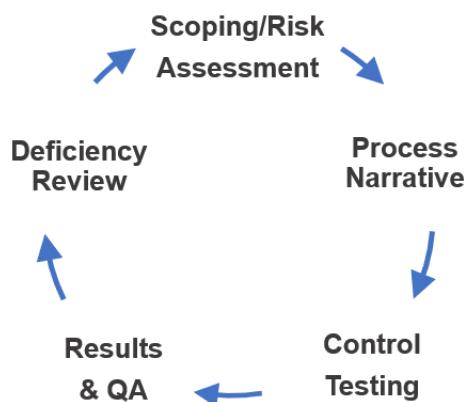 Scoping/Risk
Assessment
Process
Narrative
Control
Testing
Results
& QA
Deficiency
Review